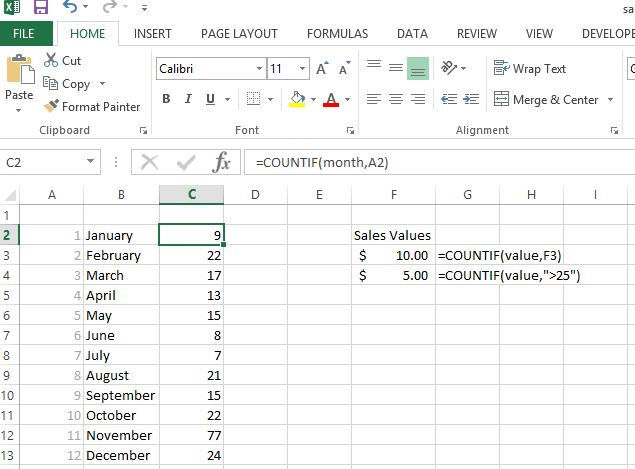 sa
FILE HOME INSERT PAGE LAYOUT FORMULAS DATA REVIEW VIEW DEVELOPE
Paste
Cut
Copy
Format Painter
Clipboard
Calibri 11 A A
B I U A
Font
Wrap Text
Merge & Center
Alignment
C2 fx =COUNTIF(month,A2)
A B C D E F G H I
1
2 1 January 9 Sales Values
3 2 February 22 $ 10.00 =COUNTIF(value,F3)
4 3 March 17 $ 5.00 =COUNTIF(value,">25")
5 4 April 13
6 5 May 15
7 6 June 8
8 7 July 7
9 8 August 21
10 9 September 15
11 10 October 22
12 11 November 77
13 12 December 24